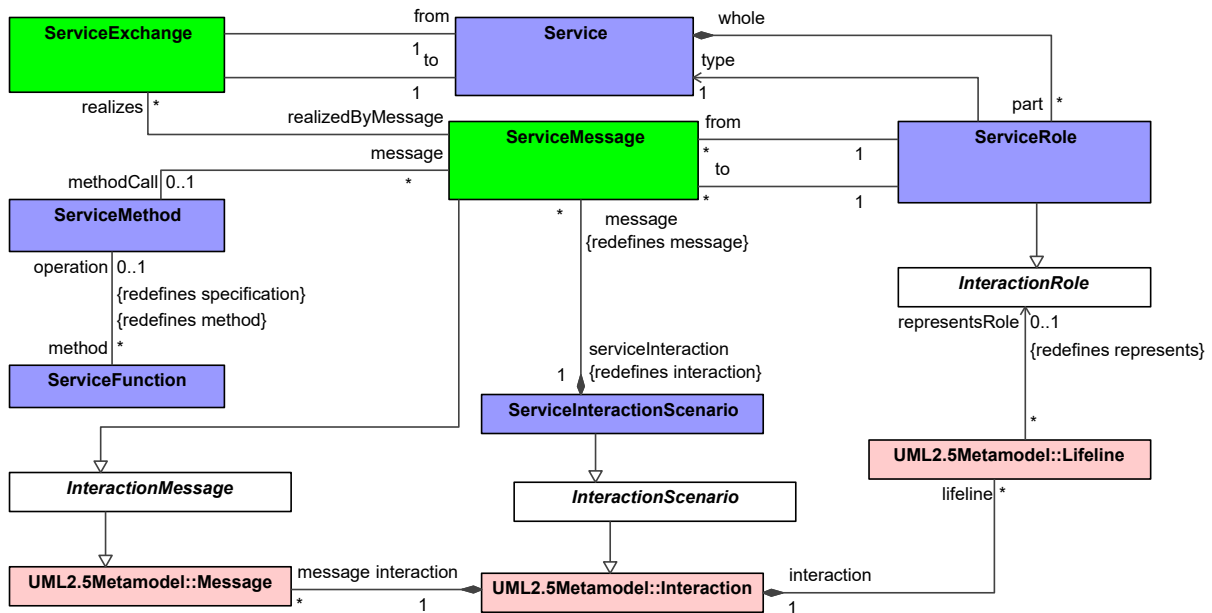 from
whole
ServiceExchange
Service
1
to
type
1
1
realizes
*
part
*
realizedByMessage
ServiceMessage
from
ServiceRole
message
*
1
methodCall
0..1
*
to
*
1
ServiceMethod
*
message
{redefines message}
operation
0..1
InteractionRole
{redefines specification}
{redefines method}
representsRole
0..1
{redefines represents}
method
*
serviceInteraction
1
{redefines interaction}
ServiceFunction
ServiceInteractionScenario
*
UML2.5Metamodel::Lifeline
InteractionMessage
InteractionScenario
lifeline
*
UML2.5Metamodel::Message
message
interaction
UML2.5Metamodel::Interaction
interaction
*
1
1